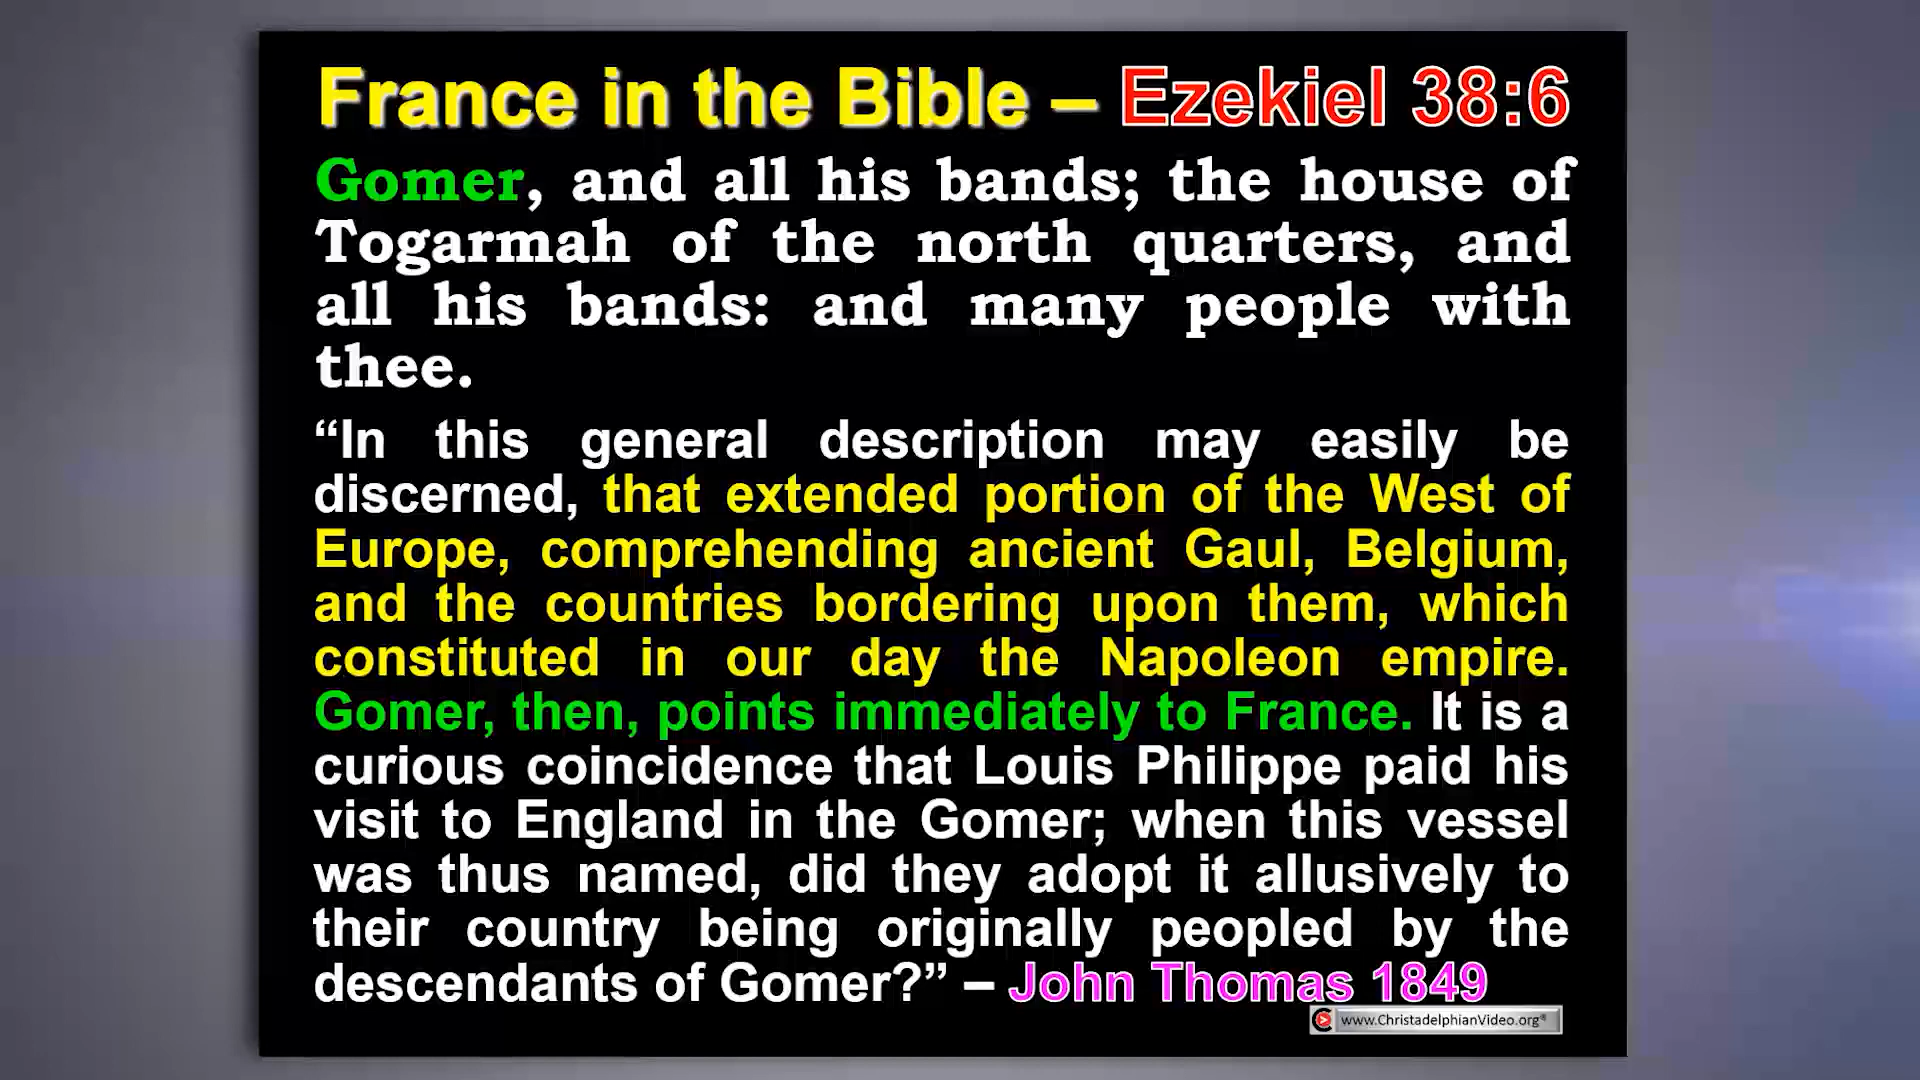 France in the Bible – Ezekiel 38:6
Gomer, and all his bands; the house of
Togarmah of the north quarters, and
all his bands: and many people with
thee.
“In this general description may easily be
discerned, that extended portion of the West of
Europe, comprehending ancient Gaul, Belgium,
and the countries bordering upon them, which
constituted in our day the Napoleon empire.
Gomer, then, points immediately to France. It is a
curious coincidence that Louis Philippe paid his
visit to England in the Gomer; when this vessel
was thus named, did they adopt it allusively to
their country being originally peopled by the
descendants of Gomer?” – John Thomas 1849
www.ChristadelphianVideo.org®